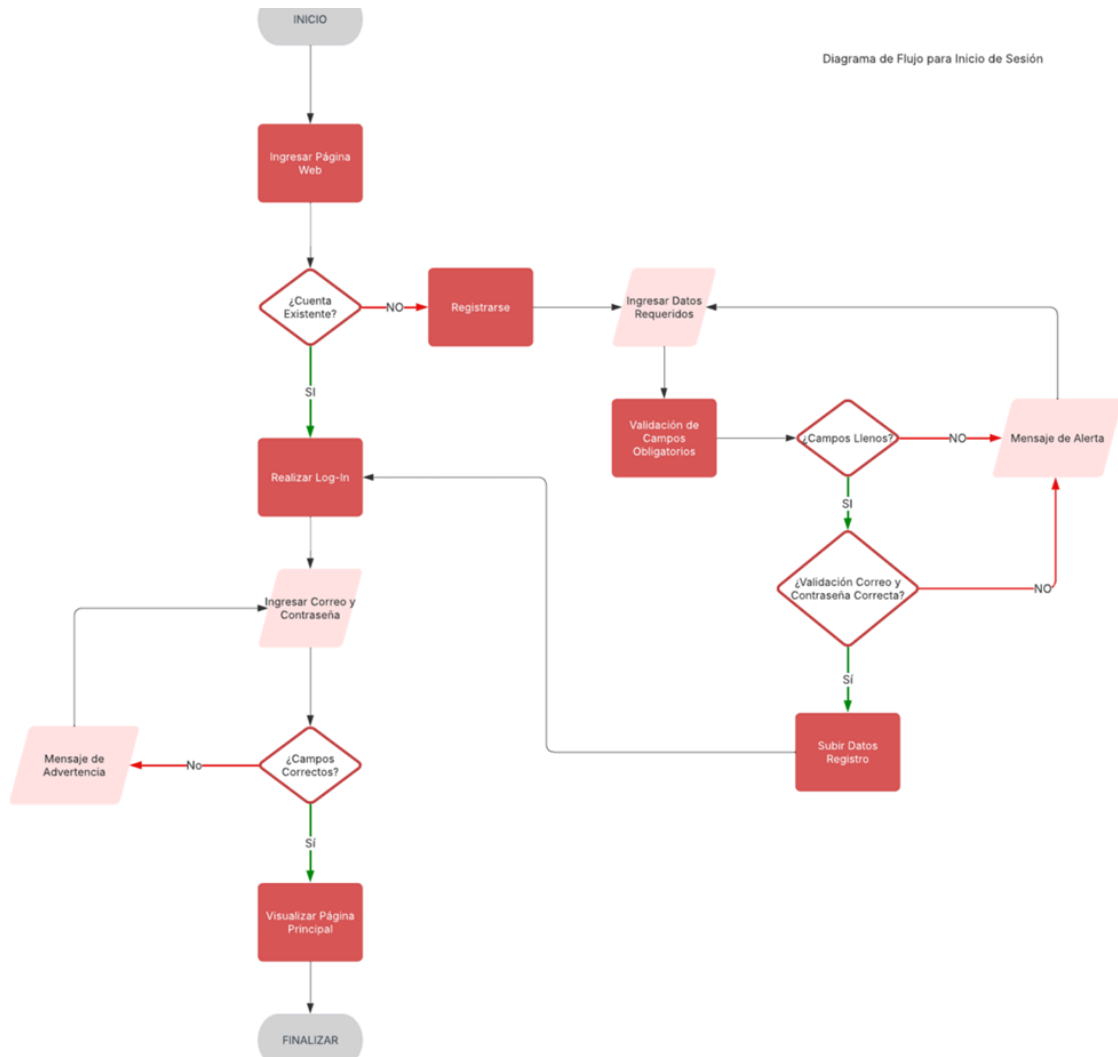 INICIO
Diagrama de Flujo para Inicio de Sesión
Ingresar Página
Web
¿Cuenta
Existente?
NO
Registrarse
Ingresar Datos
Requeridos
SI
Validación de
Campos
Obligatorios
¿Campos Llenos?
NO
Mensaje de Alerta
Realizar Log-In
SI
¿Validación Correo y
Contraseña Correcta?
NO
Ingresar Correo y
Contraseña
Sí
Subir Datos
Registro
Mensaje de
Advertencia
No
¿Campos
Correctos?
Sí
Visualizar Página
Principal
FINALIZAR